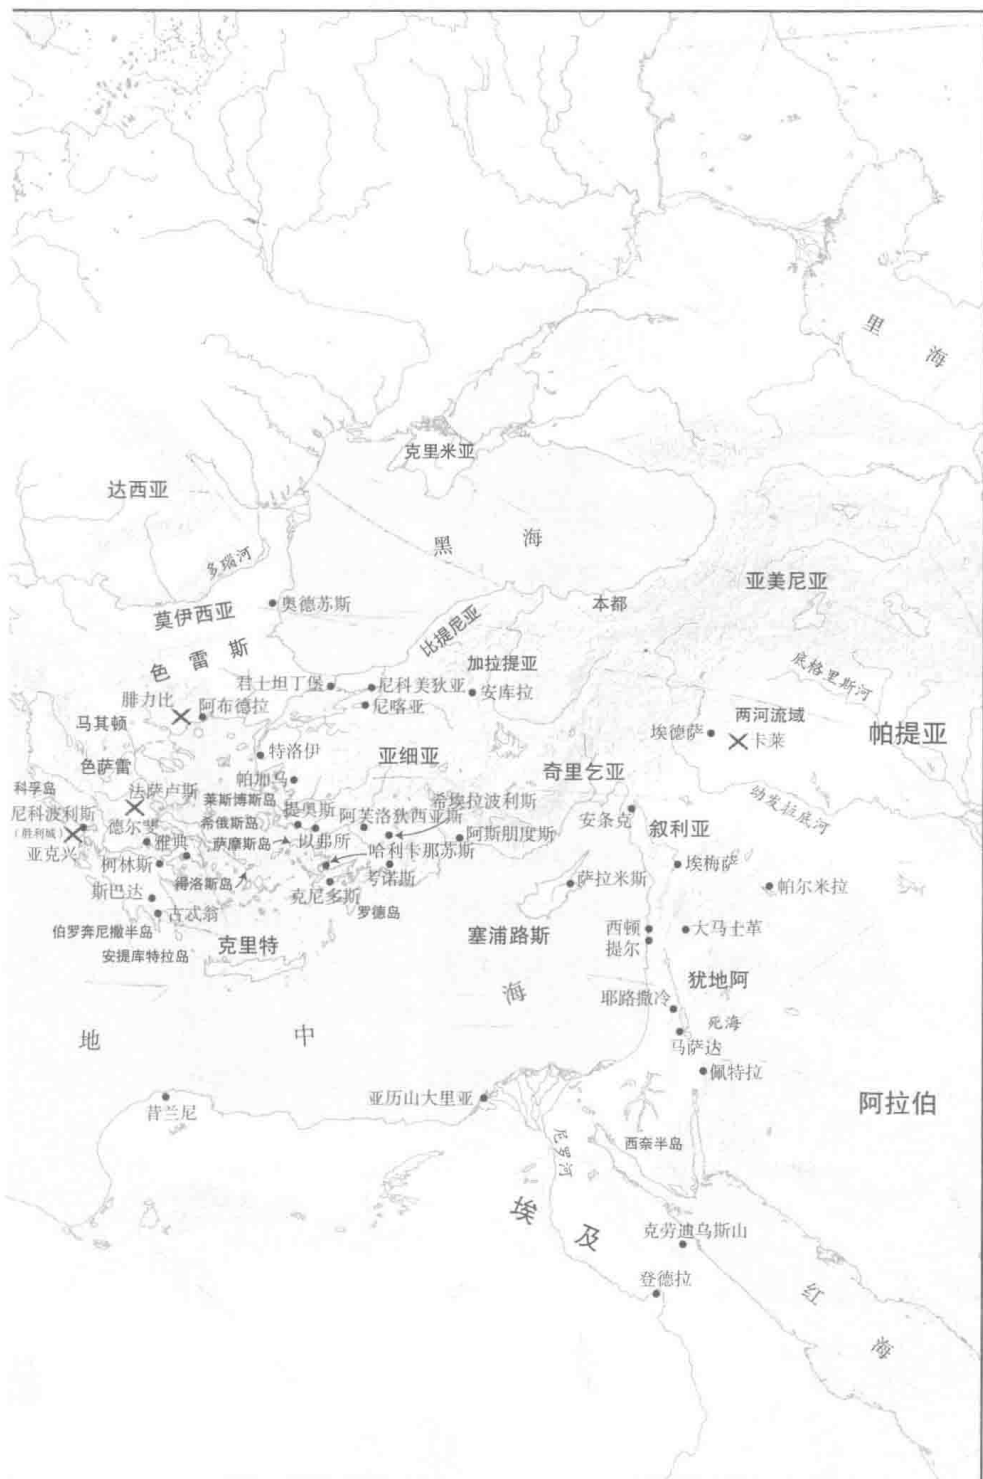 里海
克里米亚
达西亚
黑海
多瑙河
亚美尼亚
莫伊西亚
奥德苏斯
本都
比提尼亚
色雷斯
加拉提亚
底格里斯河
君士坦丁堡
尼科美狄亚
安库拉
腓力比
阿布德拉
尼喀亚
两河流域
马其顿
埃德萨
卡莱
帕提亚
特洛伊
亚细亚
色萨雷
奇里乞亚
帕加马
科孚岛
法萨卢斯
莱斯博斯岛
希埃拉波利斯
幼发拉底河
尼科波利斯
(胜利城)
提奥斯
阿芙洛狄西亚斯
安条克
德尔斐
希俄斯岛
叙利亚
亚克兴
雅典
萨摩斯岛
以弗所
阿斯朋度斯
哈利卡那苏斯
柯林斯
埃梅萨
得洛斯岛
考诺斯
萨拉米斯
帕尔米拉
斯巴达
克尼多斯
古忒翁
罗德岛
伯罗奔尼撒半岛
克里特
塞浦路斯
西顿
大马士革
安提库特拉岛
提尔
犹地阿
耶路撒冷
死海
地中海
马萨达
佩特拉
昔兰尼
亚历山大里亚
阿拉伯
尼罗河
西奈半岛
埃及
克劳迪乌斯山
登德拉
红海